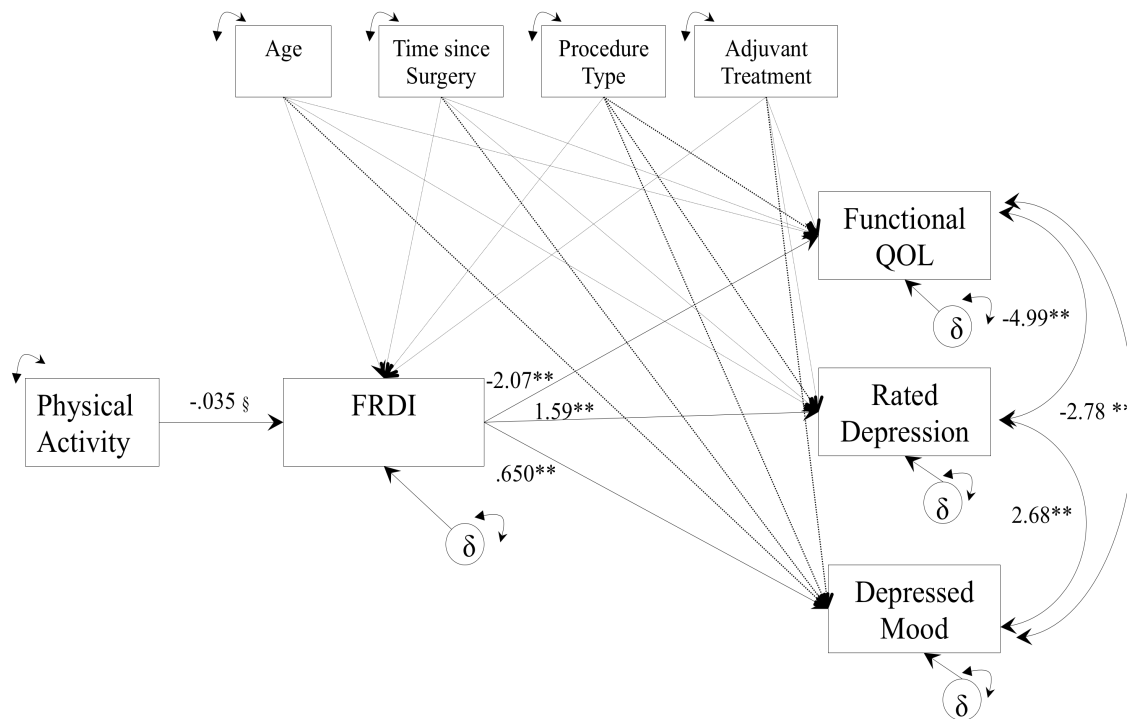 Age
Time since
Surgery
Procedure
Type
Adjuvant
Treatment
Functional
QOL
δ
-4.99**
Physical
Activity
-.035 §
FRDI
-2.07**
1.59**
.650**
δ
Rated
Depression
δ
-2.78 **
2.68**
Depressed
Mood
δ